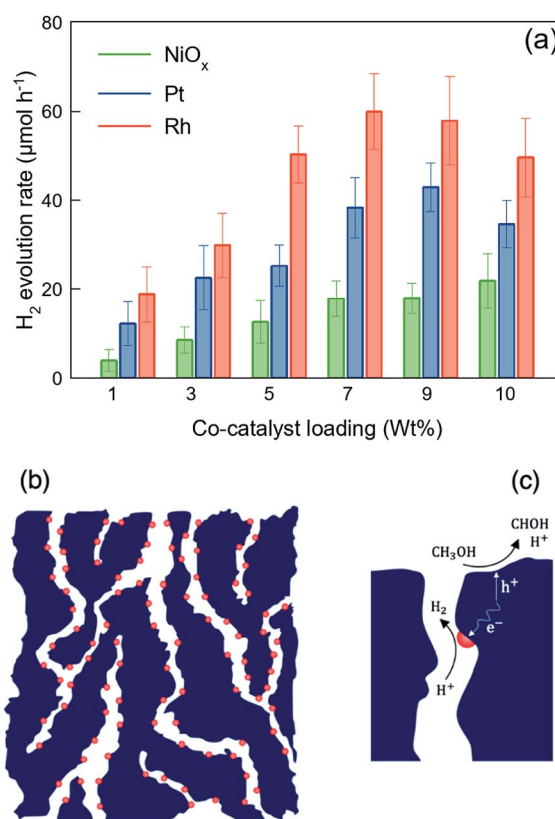 (a)
NiOₓ
Pt
Rh
80
60
40
20
0
H₂ evolution rate (μmol h⁻¹)
1 3 5 7 9 10
Co-catalyst loading (Wt%)
(b)
(c)
CHOH
H⁺
CH₃OH
h⁺
H₂
e⁻
H⁺